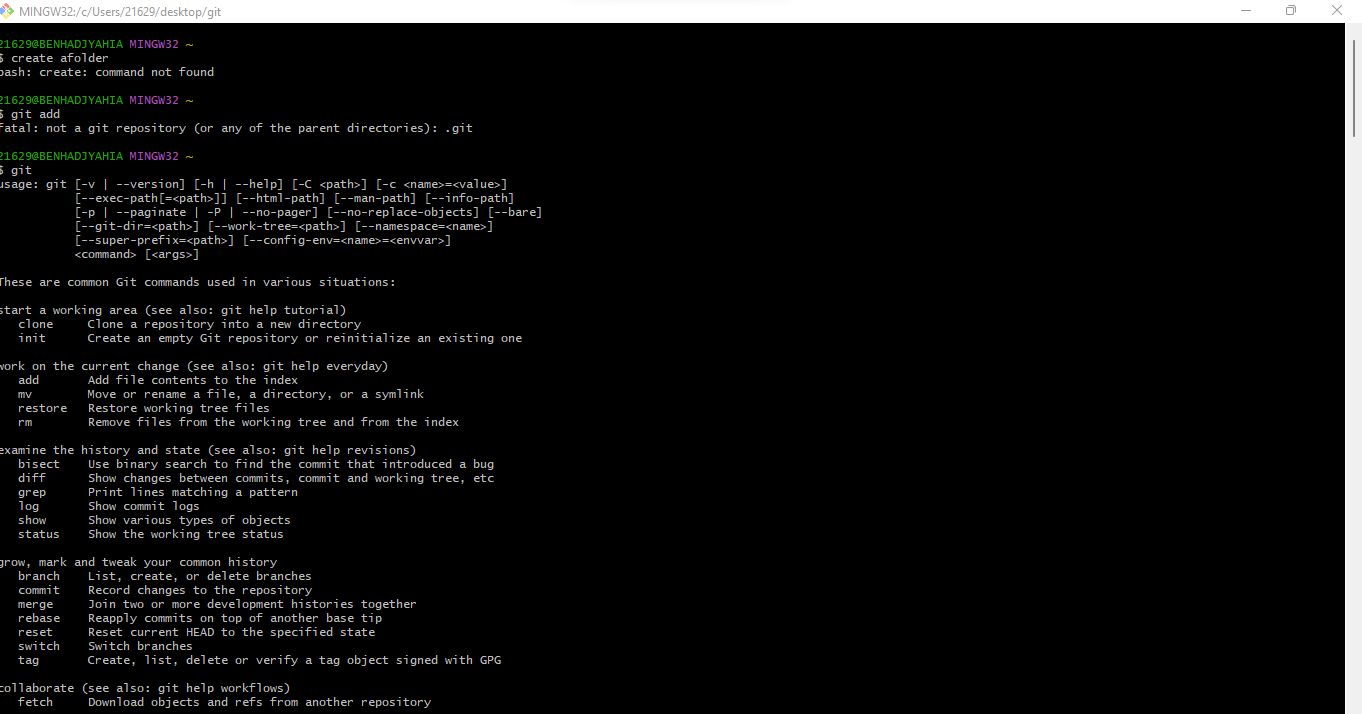 MINGW32:/c/Users/21629/desktop/git
21629@BENHADJYAHIA MINGW32 ~
$ create afolder
bash: create: command not found
21629@BENHADJYAHIA MINGW32 ~
$ git add
fatal: not a git repository (or any of the parent directories): .git
21629@BENHADJYAHIA MINGW32 ~
$ git
usage: git [-v | --version] [-h | --help] [-C <path>] [-c <name>=<value>]
[--exec-path[=<path>]] [--html-path] [--man-path] [--info-path]
[-p | --paginate | -P | --no-pager] [--no-replace-objects] [--bare]
[--git-dir=<path>] [--work-tree=<path>] [--namespace=<name>]
[--super-prefix=<path>] [--config-env=<name>=<envvar>]
<command> [<args>]
These are common Git commands used in various situations:
start a working area (see also: git help tutorial)
clone Clone a repository into a new directory
init Create an empty Git repository or reinitialize an existing one
work on the current change (see also: git help everyday)
add Add file contents to the index
mv Move or rename a file, a directory, or a symlink
restore Restore working tree files
rm Remove files from the working tree and from the index
examine the history and state (see also: git help revisions)
bisect Use binary search to find the commit that introduced a bug
diff Show changes between commits, commit and working tree, etc
grep Print lines matching a pattern
log Show commit logs
show Show various types of objects
status Show the working tree status
grow, mark and tweak your common history
branch List, create, or delete branches
commit Record changes to the repository
merge Join two or more development histories together
rebase Reapply commits on top of another base tip
reset Reset current HEAD to the specified state
switch Switch branches
tag Create, list, delete or verify a tag object signed with GPG
collaborate (see also: git help workflows)
fetch Download objects and refs from another repository